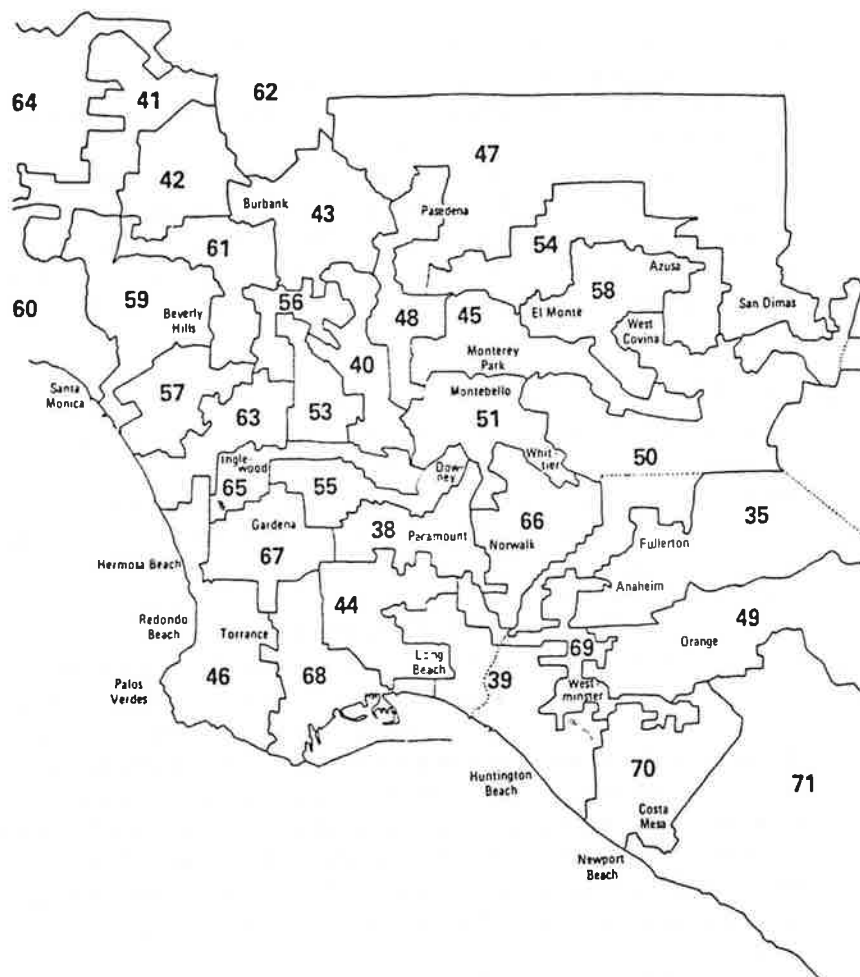 64
41
62
42
47
Burbank
43
Pasedena
61
54
Azusa
56
58
60
59
Beverly
Hills
48
45
El Monte
San Dimas
West
Covina
40
Monterey
Park
Santa
Monica
57
Montebello
63
53
51
Ingle-
wood
Whit-
tier
50
65
55
Dow-
ney
Gardena
38
Paramount
66
35
Norwalk
Fullerton
Hermosa Beach
67
Anaheim
44
Redondo
Beach
Torrance
49
69
Orange
Long
Beach
Palos
Verdes
46
68
39
West-
minster
Huntington
Beach
70
71
Costa
Mesa
Newport
Beach